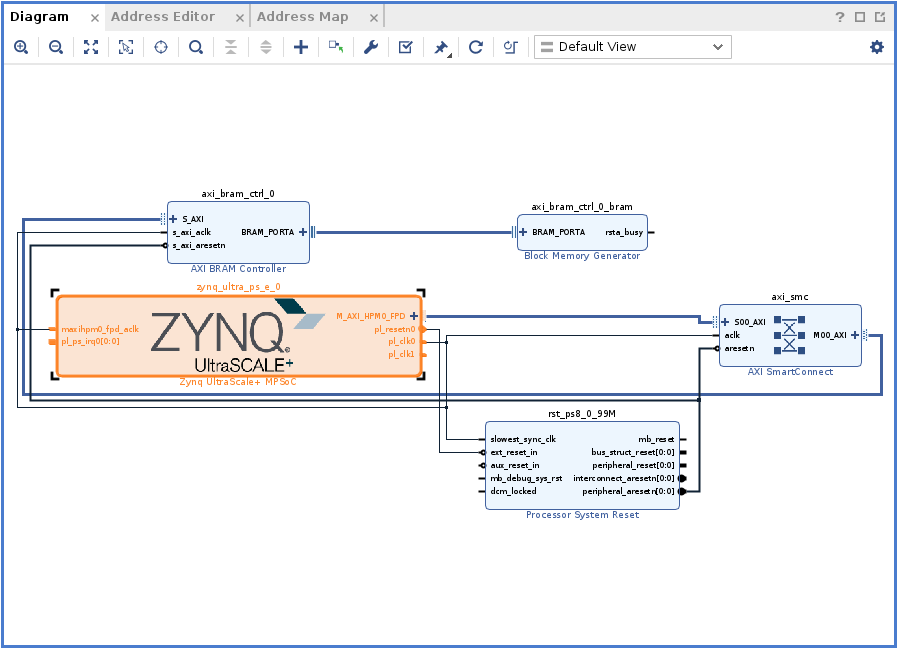 Diagram
Address Editor
Address Map
?
Default View
axi_bram_ctrl_0
S_AXI
s_axi_aclk
s_axi_aresetn
BRAM_PORTA
AXI BRAM Controller
axi_bram_ctrl_0_bram
BRAM_PORTA
rsta_busy
Block Memory Generator
zynq_ultra_ps_e_0
maxihpm0_fpd_aclk
pl_ps_irq0[0:0]
ZYNQ
UltraSCALE+
M_AXI_HPM0_FPD
pl_resetn0
pl_clk0
pl_clk1
Zynq UltraScale+ MPSoC
axi_smc
S00_AXI
aclk
aresetn
M00_AXI
AXI SmartConnect
rst_ps8_0_99M
slowest_sync_clk
ext_reset_in
aux_reset_in
mb_debug_sys_rst
dcm_locked
mb_reset
bus_struct_reset[0:0]
peripheral_reset[0:0]
interconnect_aresetn[0:0]
peripheral_aresetn[0:0]
Processor System Reset